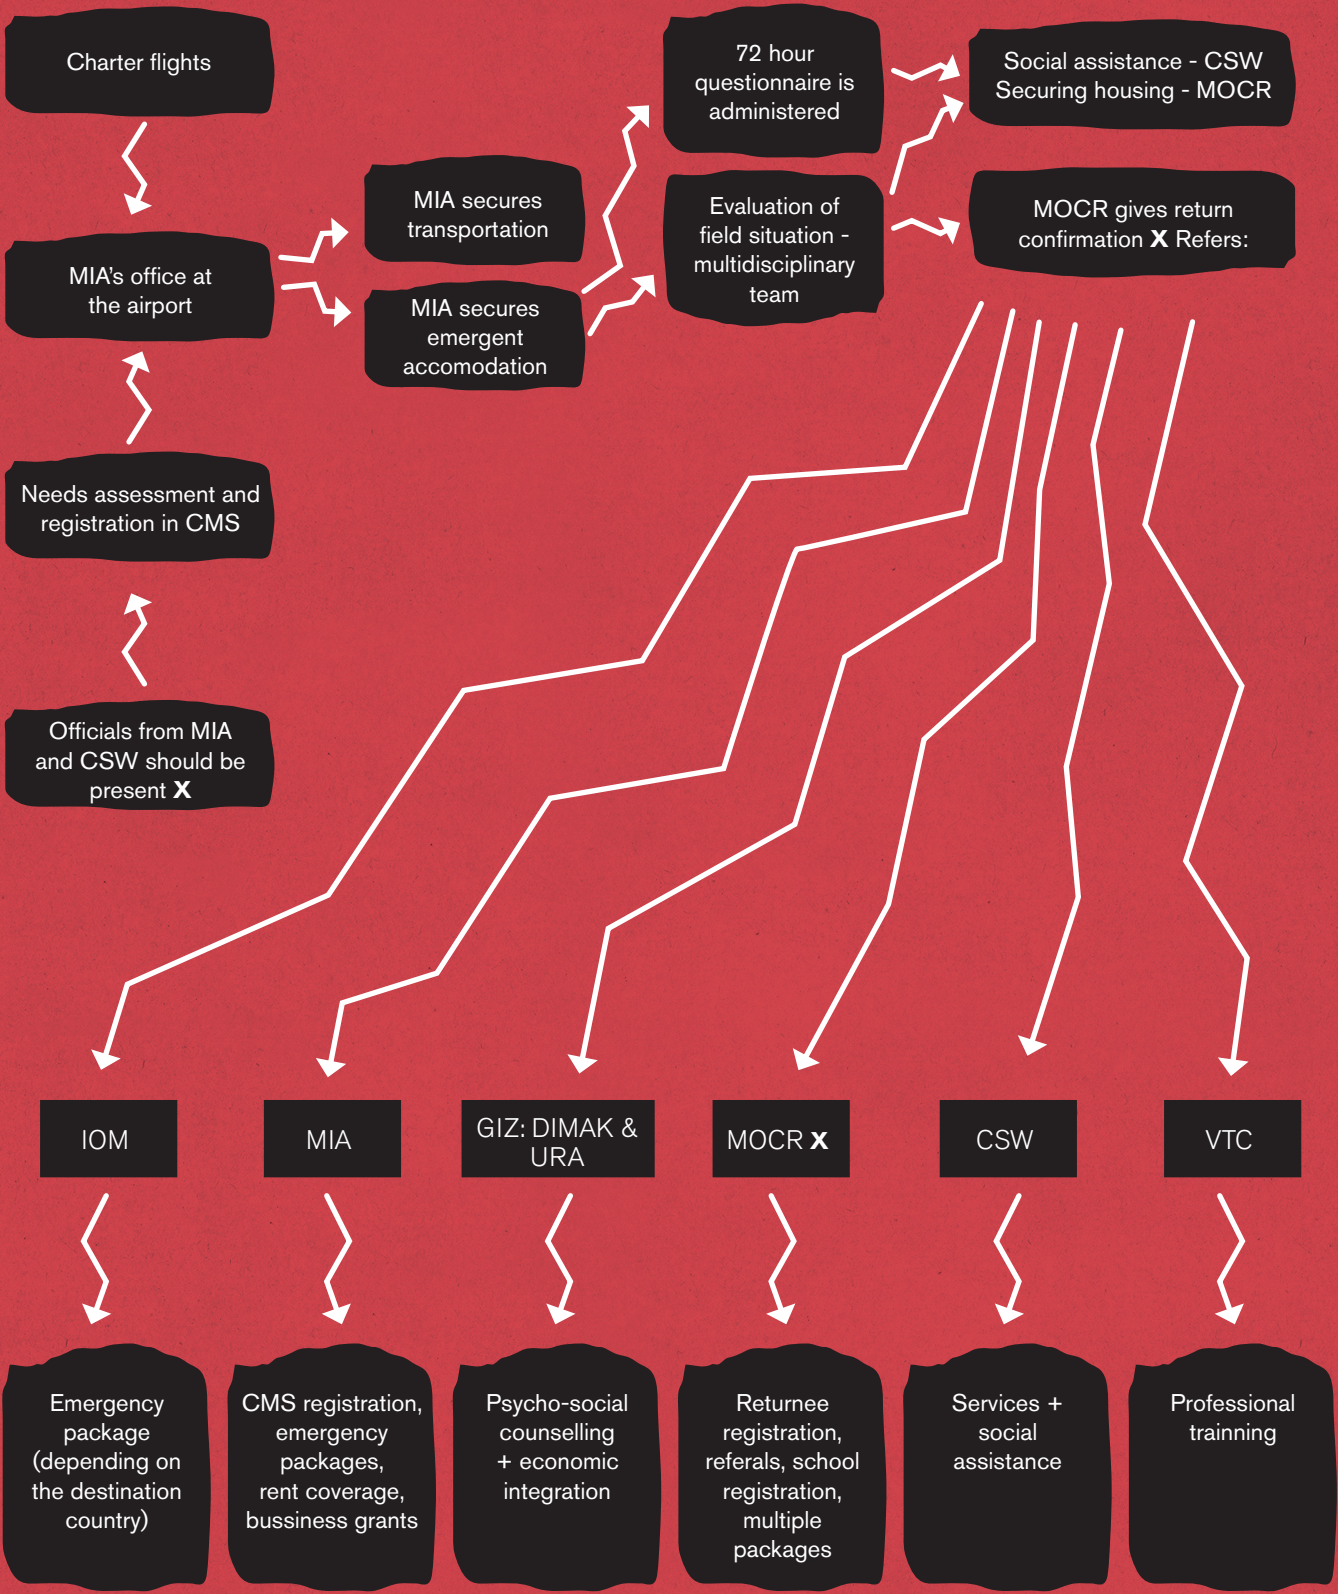 Charter flights
MIA's office at
the airport
Needs assessment and
registration in CMS
Officials from MIA
and CSW should be
present X
MIA secures
transportation
MIA secures
emergent
accomodation
72 hour
questionnaire is
administered
Evaluation of
field situation -
multidisciplinary
team
Social assistance - CSW
Securing housing - MOCR
MOCR gives return
confirmation X Refers:
IOM
MIA
GIZ: DIMAK &
URA
MOCR X
CSW
VTC
Emergency
package
(depending on
the destination
country)
CMS registration,
emergency
packages,
rent coverage,
bussiness grants
Psycho-social
counselling
+ economic
integration
Returnee
registration,
referals, school
registration,
multiple
packages
Services +
social
assistance
Professional
trainning